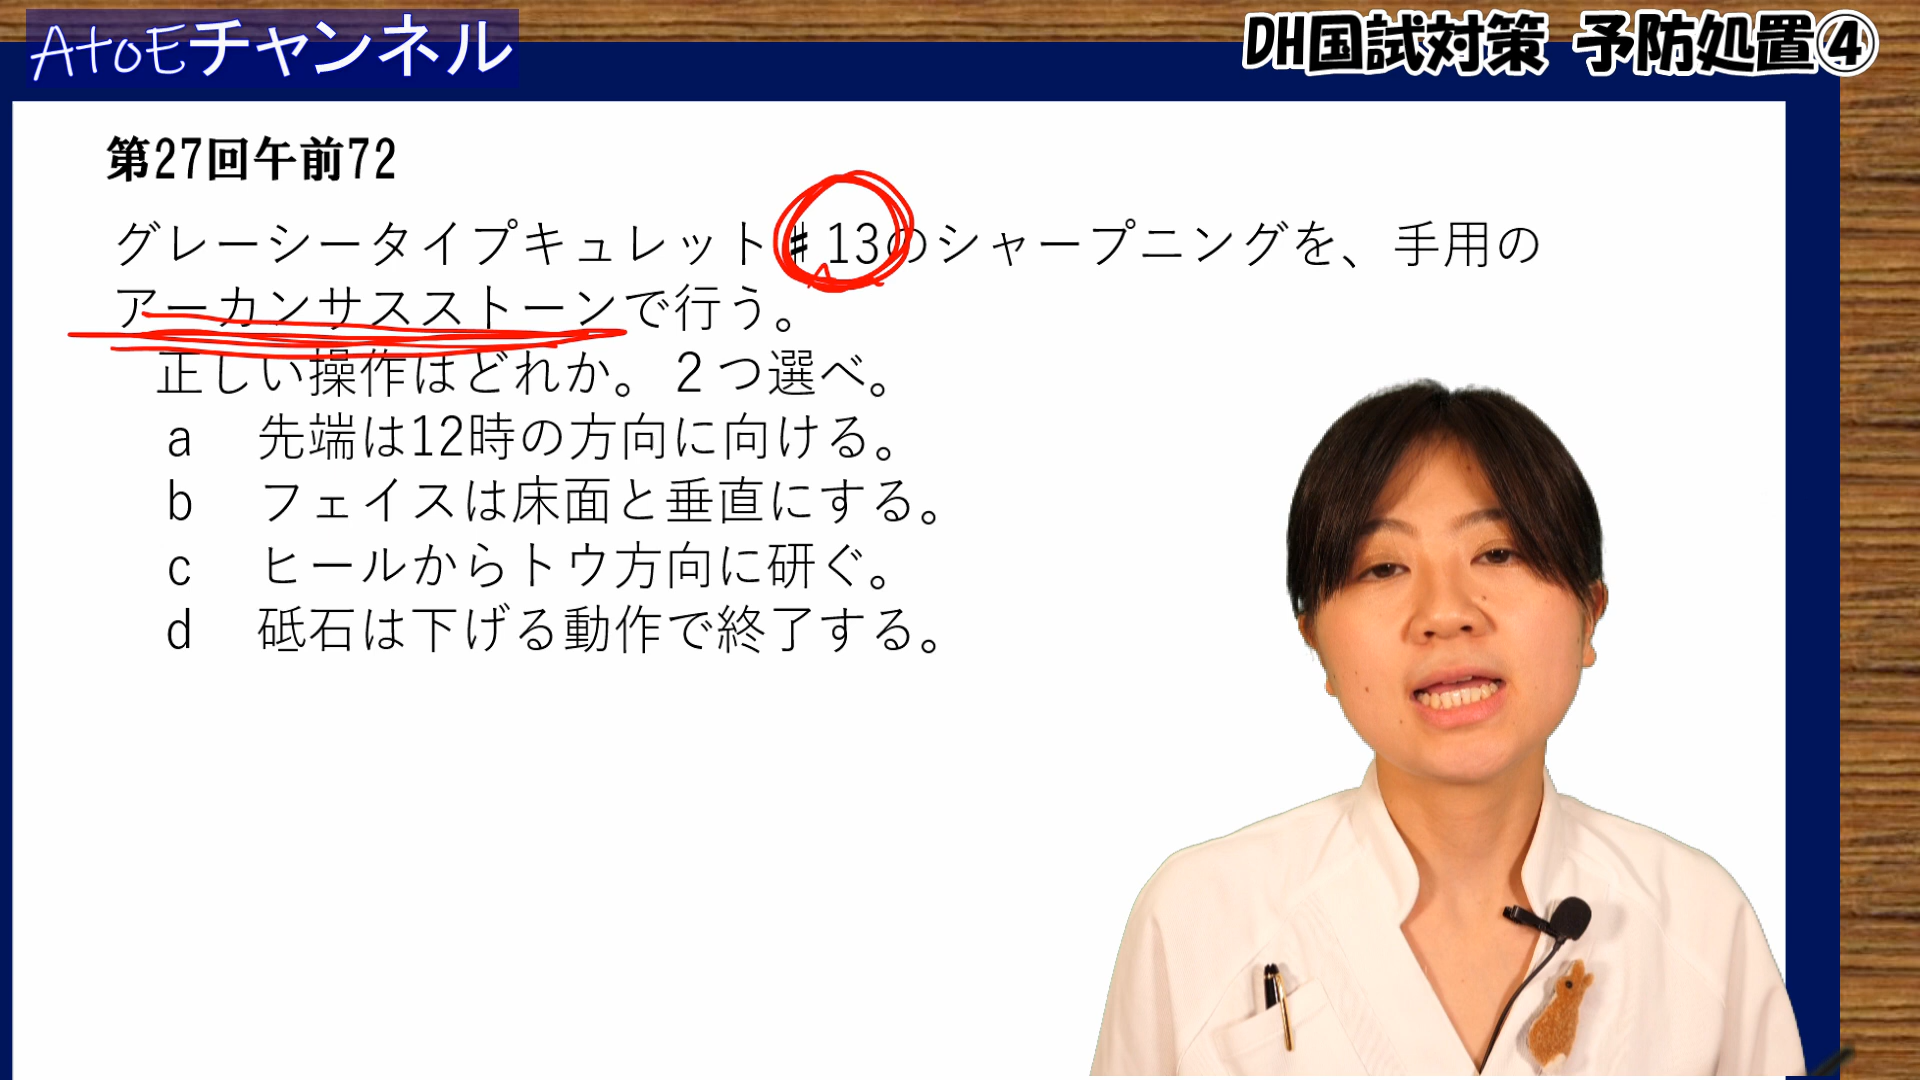 AtoEチャンネル
DH国試対策 予防処置④
第27回午前72
グレーシータイプキュレット♯13のシャープニングを、手用の
アーカンサスストーンで行う。
正しい操作はどれか。２つ選べ。
a 先端は12時の方向に向ける。
b フェイスは床面と垂直にする。
c ヒールからトウ方向に研ぐ。
d 砥石は下げる動作で終了する。